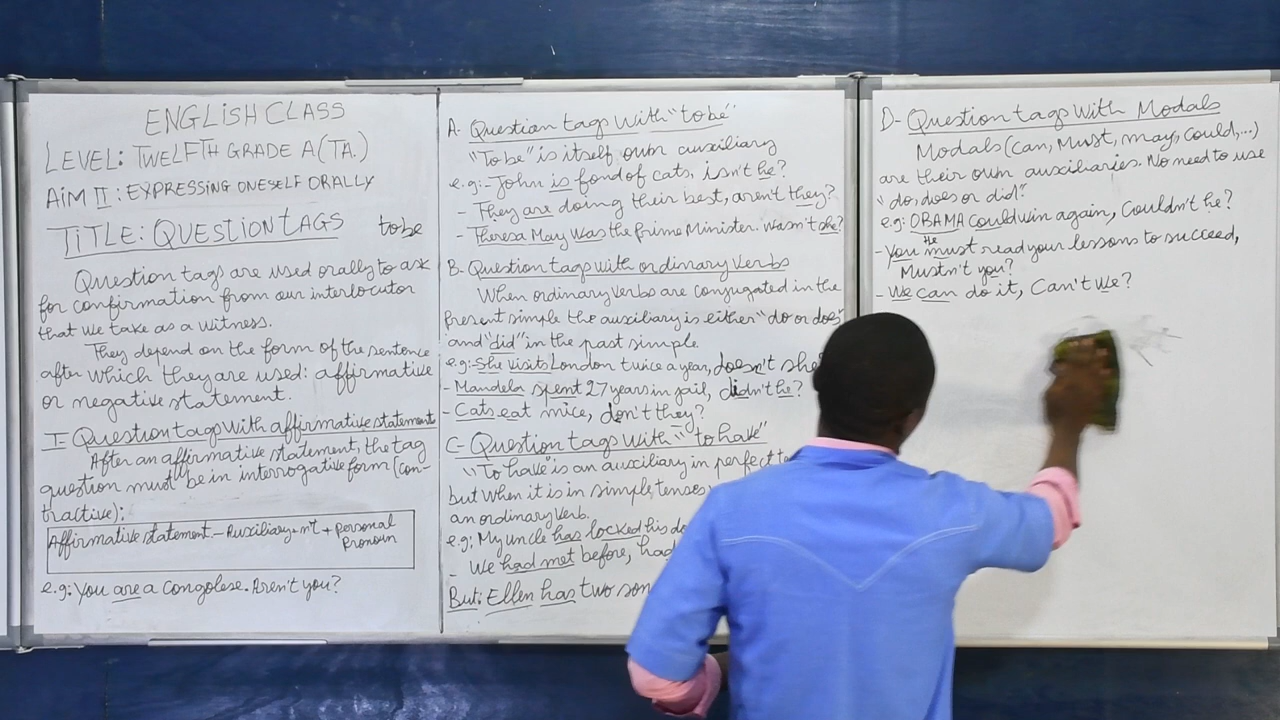 ENGLISH CLASS
LEVEL: TWELFTH GRADE A (TA.)
AIM II : EXPRESSING ONESELF ORALLY
TITLE: QUESTION TAGS
to be
Question tags are used orally to ask
for confirmation from our interlocutor
that we take as a witness.
They depend on the form of the sentence
after which they are used: affirmative
or negative statement.
I- Question tags with affirmative statement
After an affirmative statement, the tag
question must be in interrogative form (con-
tractive):
Affirmative statement - Auxiliary + nt + personal
pronoun
e.g: You are a congolese. Aren't you?
A- Question tags with "to be"
"To be" is itself own auxiliary
e.g:- John is fond of cats, isn't he?
- They are doing their best, aren't they?
- Theresa May was the prime Minister. wasn't she?
B- Question tags with ordinary verbs
When ordinary verbs are conjugated in the
present simple the auxiliary is either "do or does"
and "did" in the past simple
e.g:- She visits London twice a year, doesn't she?
- Mandela spent 27 years in jail, didn't he?
- Cats eat mice, don't they?
C- Question tags with "to have"
"To have" is an auxiliary in perfect
but when it is in simple tenses,
an ordinary verb.
e.g: My uncle has locked his
- We had met before,
But: Ellen has two
D- Question tags with Modals
Modals (can, Must, may, could,...)
are their own auxiliaries. No need to use
"do, does or did".
e.g: OBAMA could win again, Couldn't he?
the
- You must read your lessons to succeed,
Mustn't you?
- We can do it, Can't we?